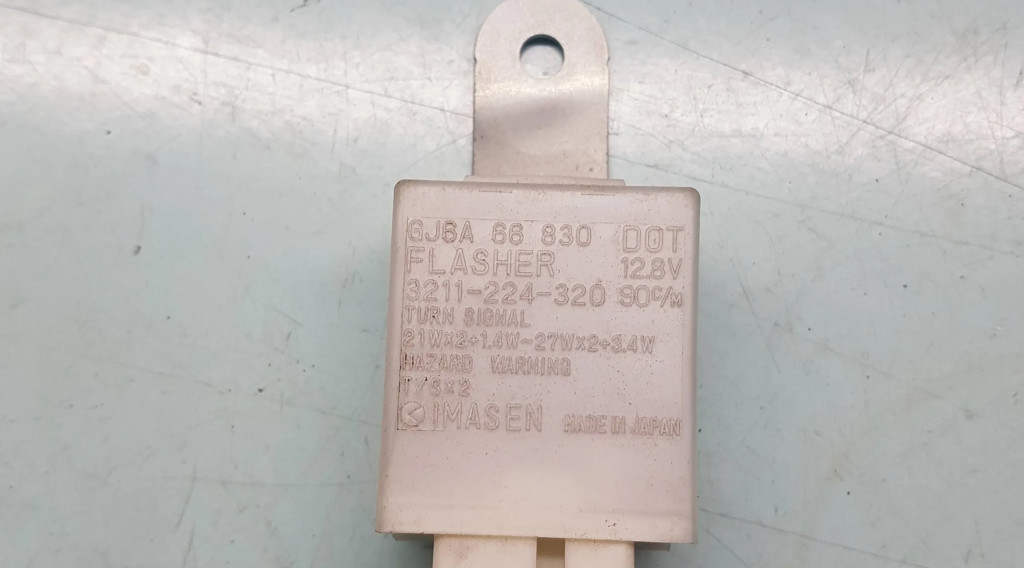 GJ6A 66 830 DOT
FLASHER 12.8V
3211-224-320 90C/M
TURN SIGNAL
21W×2+1.4W~27W×2+3.4W
HAZARD WARNING
T/S×2
IMASEN MADE IN JAPAN